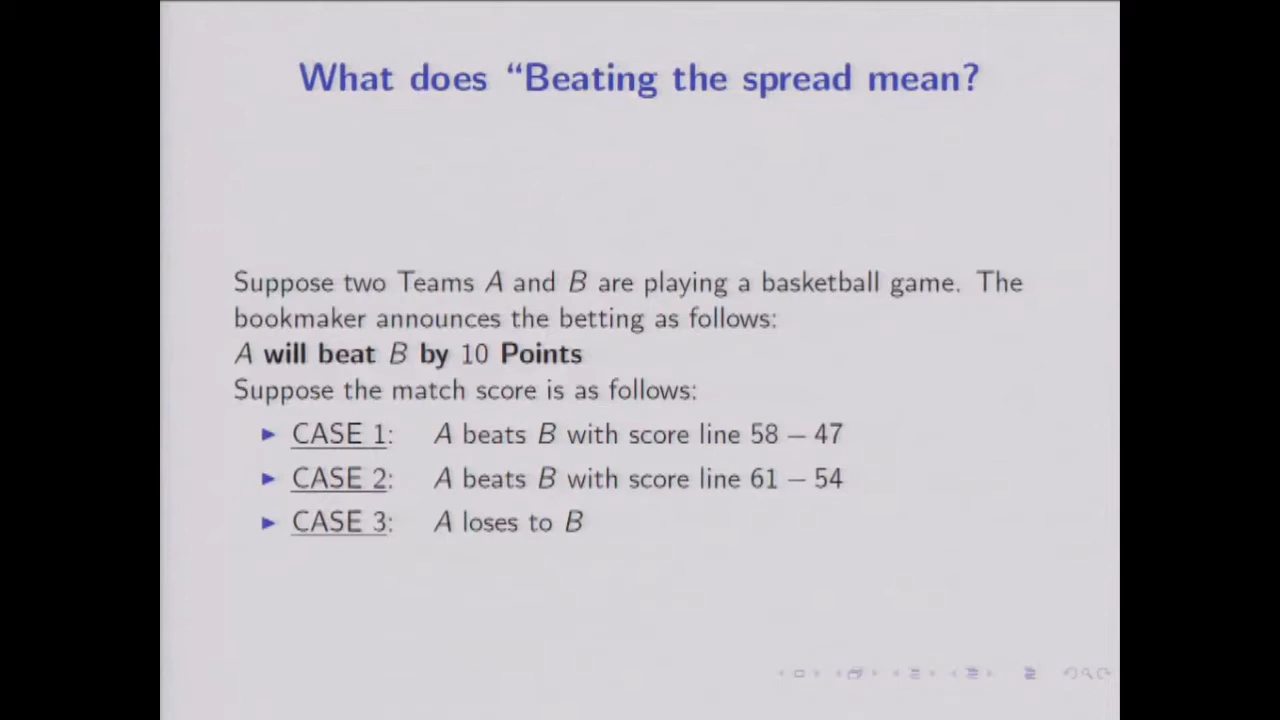 What does “Beating the spread mean?
Suppose two Teams A and B are playing a basketball game. The
bookmaker announces the betting as follows:
A will beat B by 10 Points
Suppose the match score is as follows:
▶ CASE 1: A beats B with score line 58 – 47
▶ CASE 2: A beats B with score line 61 – 54
▶ CASE 3: A loses to B